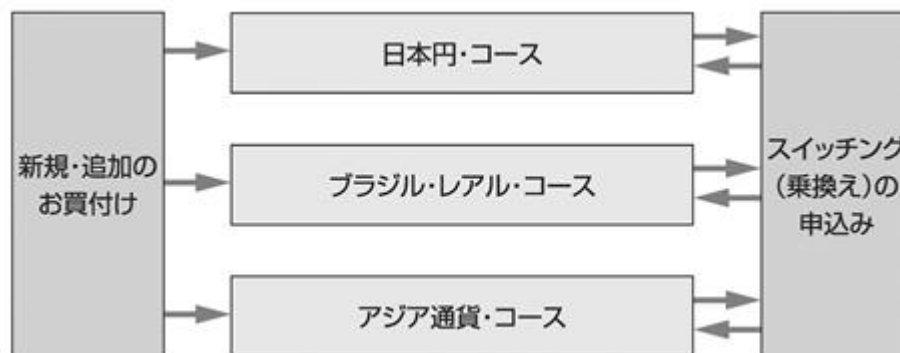 新規・追加の
お買付け
日本円・コース
ブラジル・レアル・コース
アジア通貨・コース
スイッチング
(乗換え)の
申込み